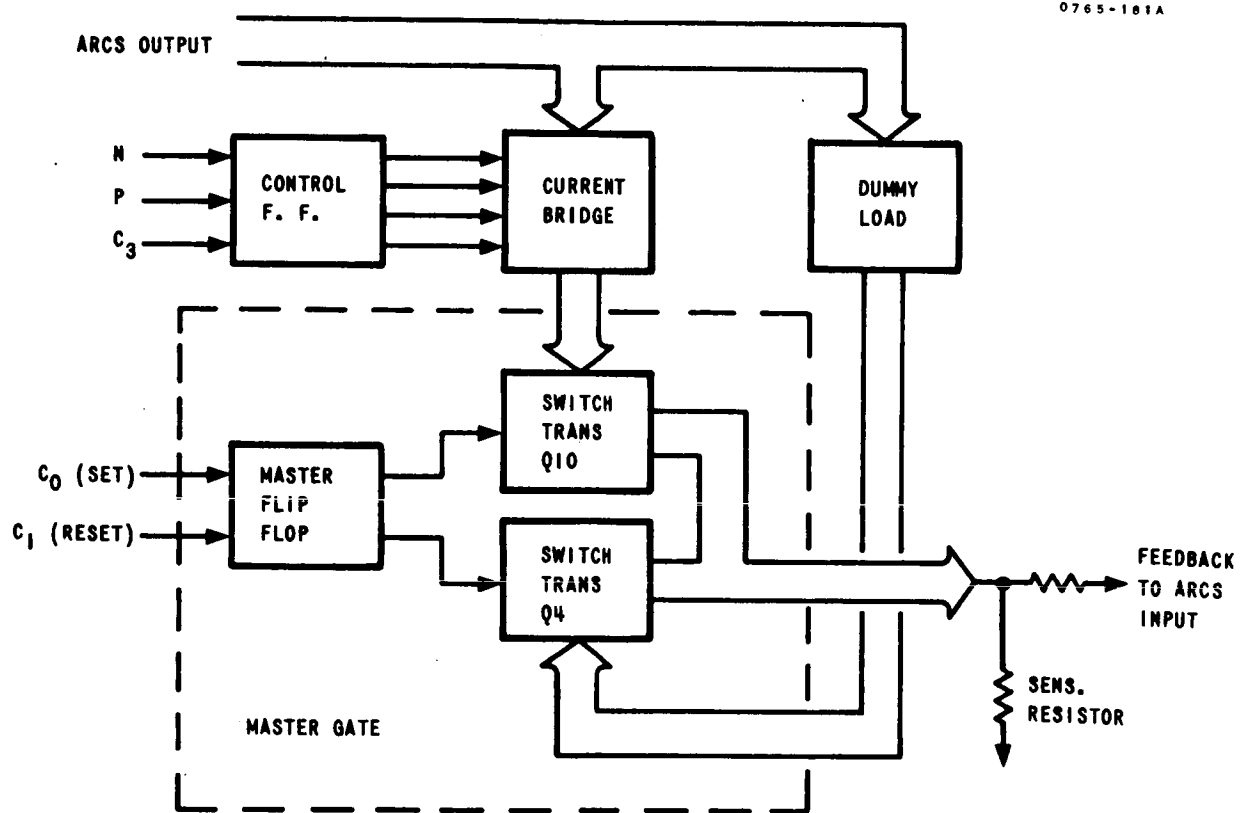 0765-181A
ARCS OUTPUT
N
P
C3
CONTROL
F. F.
CURRENT
BRIDGE
DUMMY
LOAD
SWITCH
TRANS
Q10
C0 (SET)
C1 (RESET)
MASTER
FLIP
FLOP
SWITCH
TRANS
Q4
FEEDBACK
TO ARCS
INPUT
SENS.
RESISTOR
MASTER GATE